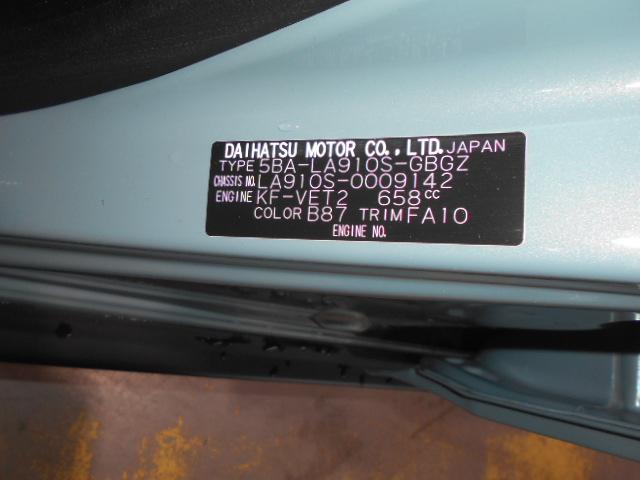 DAIHATSU MOTOR CO., LTD. JAPAN
TYPE 5BA-LA910S-GBGZ
CHASSIS NO. LA910S-0009142
ENGINE KF-VET2 658cc
COLOR B87 TRIM FA10
ENGINE NO.